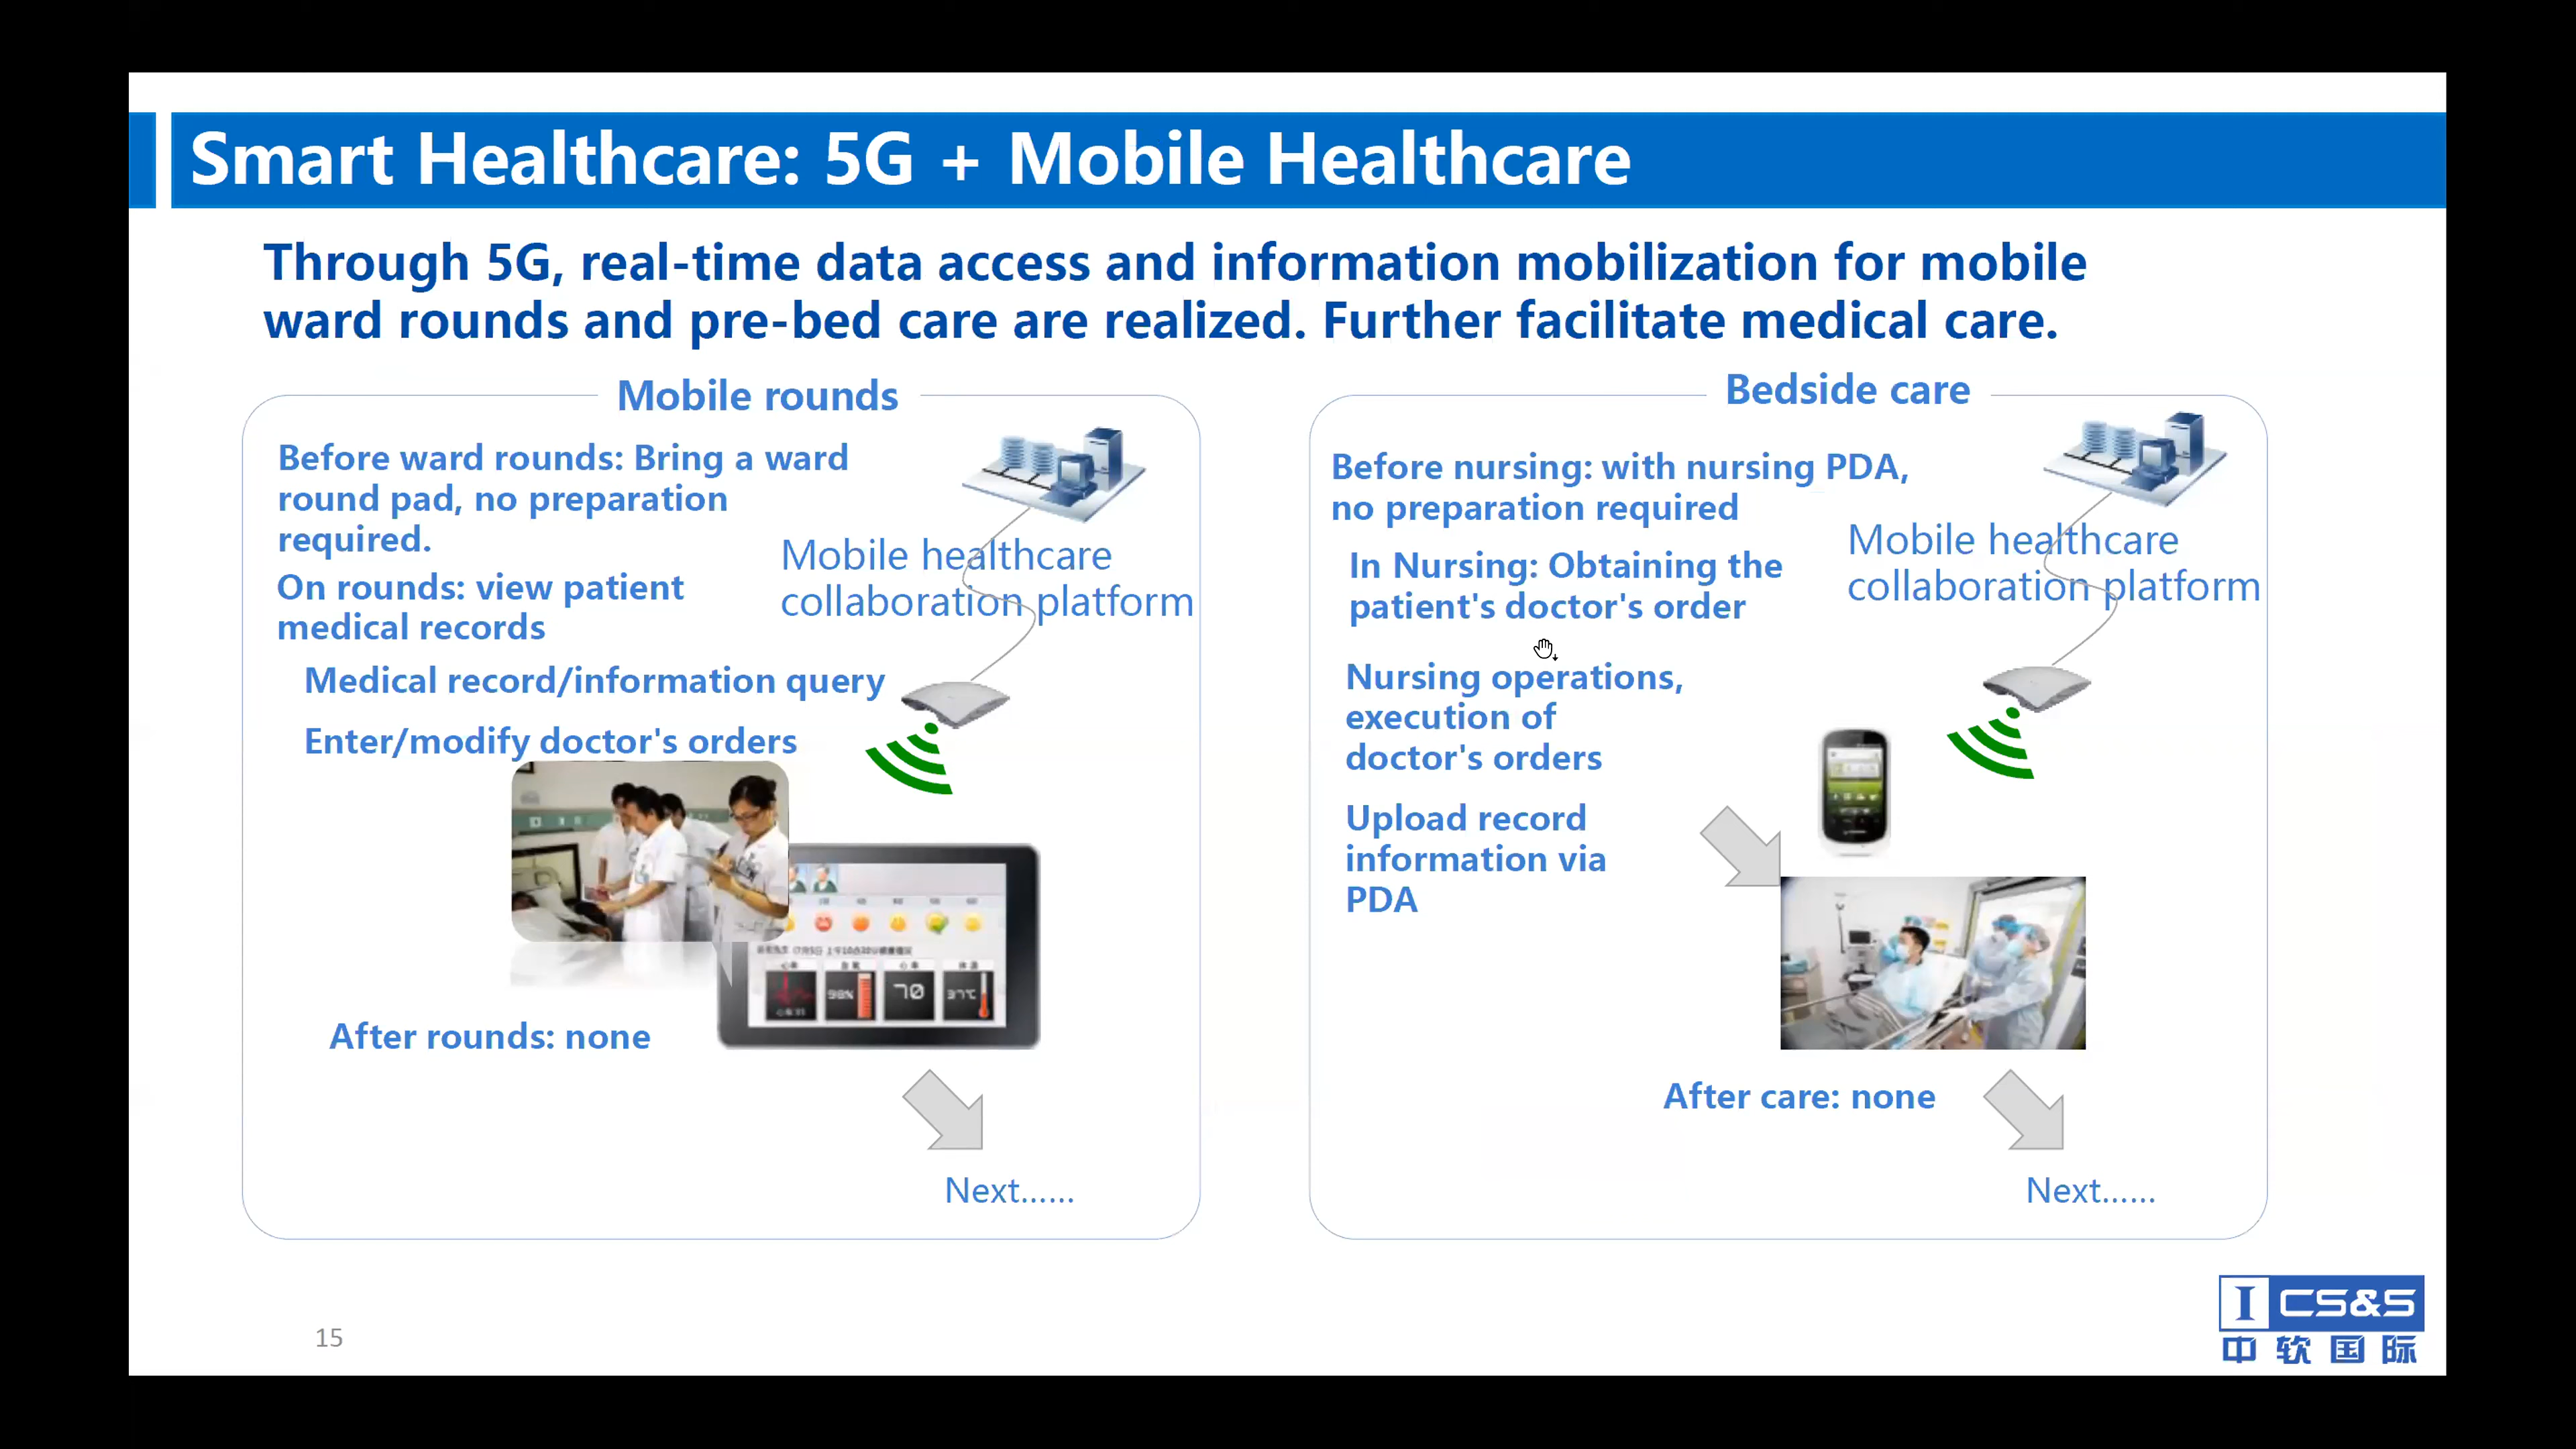 Smart Healthcare: 5G + Mobile Healthcare
Through 5G, real-time data access and information mobilization for mobile
ward rounds and pre-bed care are realized. Further facilitate medical care.
Mobile rounds
Before ward rounds: Bring a ward
round pad, no preparation
required.
Mobile healthcare
collaboration platform
On rounds: view patient
medical records
Medical record/information query
Enter/modify doctor's orders
98%
70
37℃
After rounds: none
Next......
Bedside care
Before nursing: with nursing PDA,
no preparation required
Mobile healthcare
collaboration platform
In Nursing: Obtaining the
patient's doctor's order
Nursing operations,
execution of
doctor's orders
Upload record
information via
PDA
After care: none
Next......
15
I CS&S
中软国际